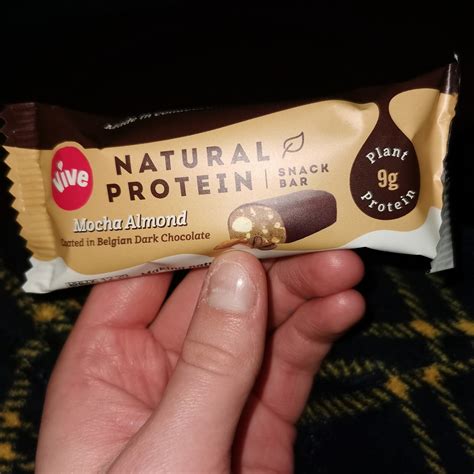 vive
NATURAL
PROTEIN
SNACK
BAR
Plant
9g
Protein
Mocha Almond
Coated in Belgian Dark Chocolate